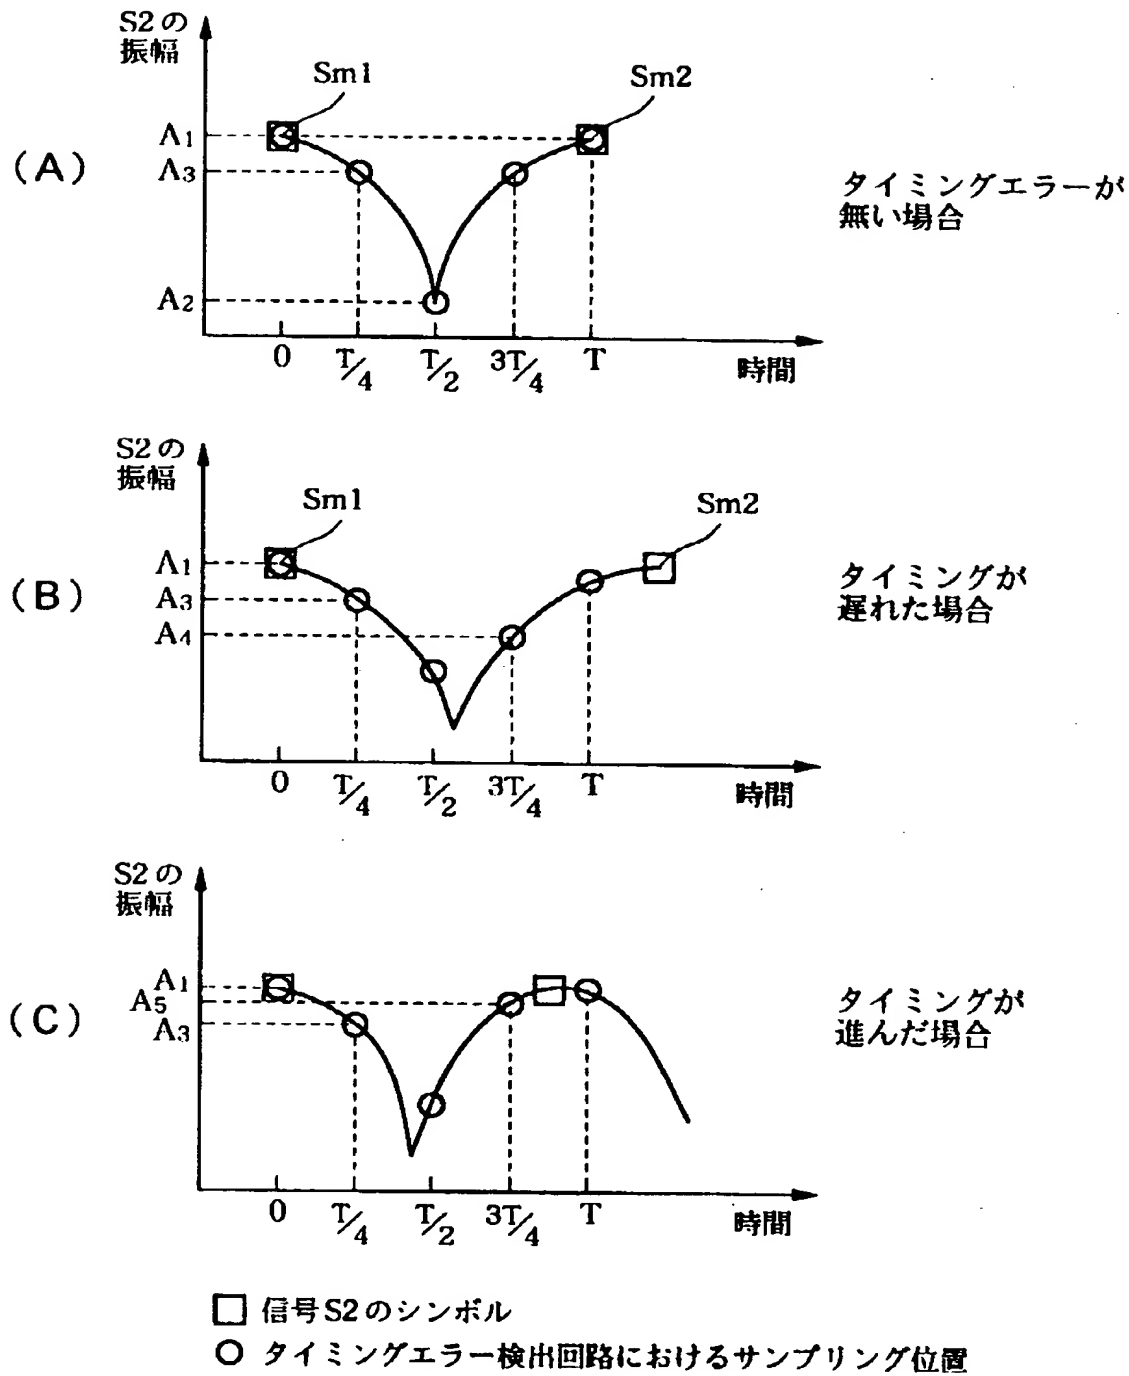 S2の
振幅
Sm1
Sm2
(A)
A1
A3
A2
0
T/4
T/2
3T/4
T
時間
タイミングエラーが
無い場合
S2の
振幅
Sm1
Sm2
(B)
A1
A3
A4
0
T/4
T/2
3T/4
T
時間
タイミングが
遅れた場合
S2の
振幅
(C)
A1
A5
A3
0
T/4
T/2
3T/4
T
時間
タイミングが
進んだ場合
信号S2のシンボル
タイミングエラー検出回路におけるサンプリング位置